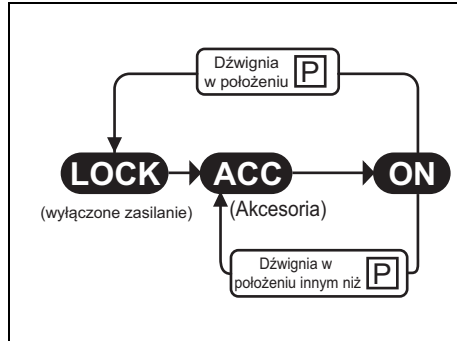 Dźwignia
w położeniu P
LOCK ACC ON
(wyłączone zasilanie) (Akcesoria)
Dźwignia w
położeniu innym niż P